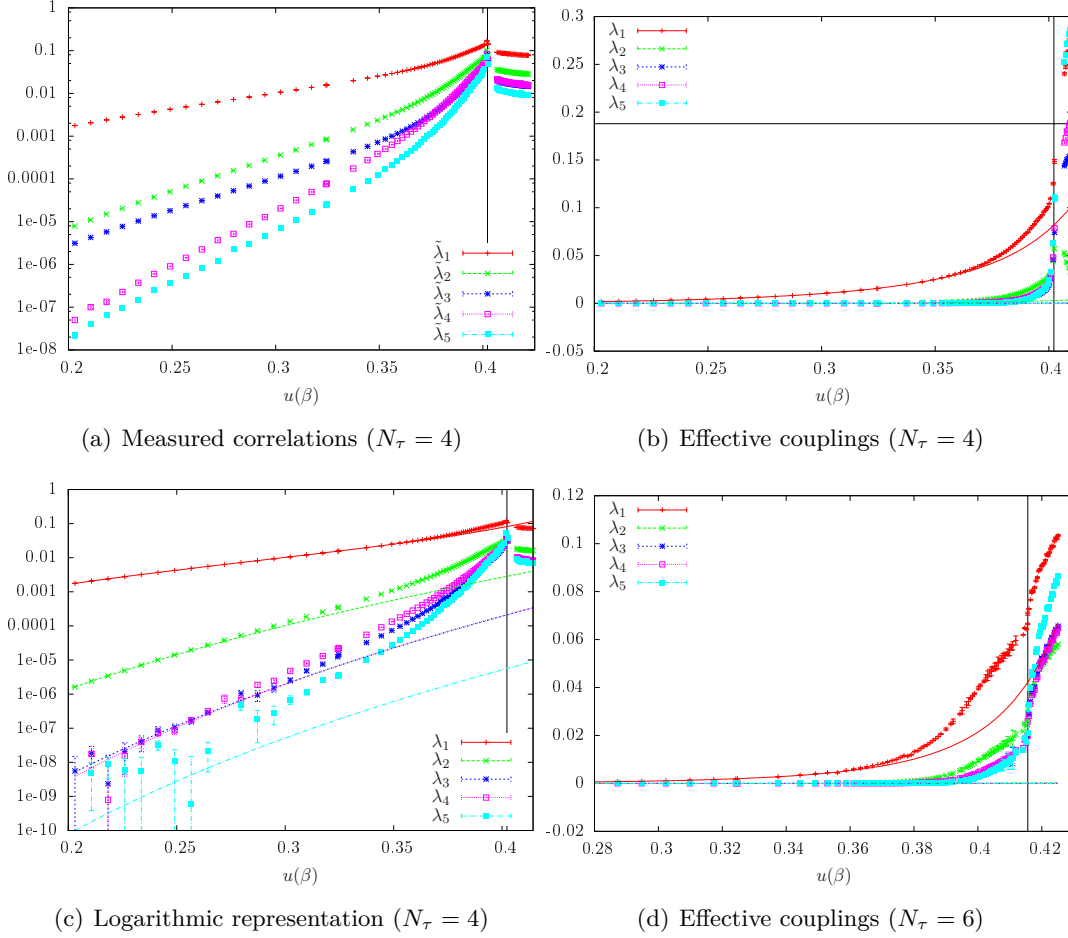 1
0.1
0.01
0.001
0.0001
1e-05
1e-06
1e-07
1e-08
0.2
0.25
0.3
0.35
0.4
u(β)
λ̃₁
λ̃₂
λ̃₃
λ̃₄
λ̃₅
(a) Measured correlations (Nτ = 4)
0.3
0.25
0.2
0.15
0.1
0.05
0
-0.05
0.2
0.25
0.3
0.35
0.4
u(β)
λ₁
λ₂
λ₃
λ₄
λ₅
(b) Effective couplings (Nτ = 4)
1
0.1
0.01
0.001
0.0001
1e-05
1e-06
1e-07
1e-08
1e-09
1e-10
0.2
0.25
0.3
0.35
0.4
u(β)
λ₁
λ₂
λ₃
λ₄
λ₅
(c) Logarithmic representation (Nτ = 4)
0.12
0.1
0.08
0.06
0.04
0.02
0
-0.02
0.28
0.3
0.32
0.34
0.36
0.38
0.4
0.42
u(β)
λ₁
λ₂
λ₃
λ₄
λ₅
(d) Effective couplings (Nτ = 6)